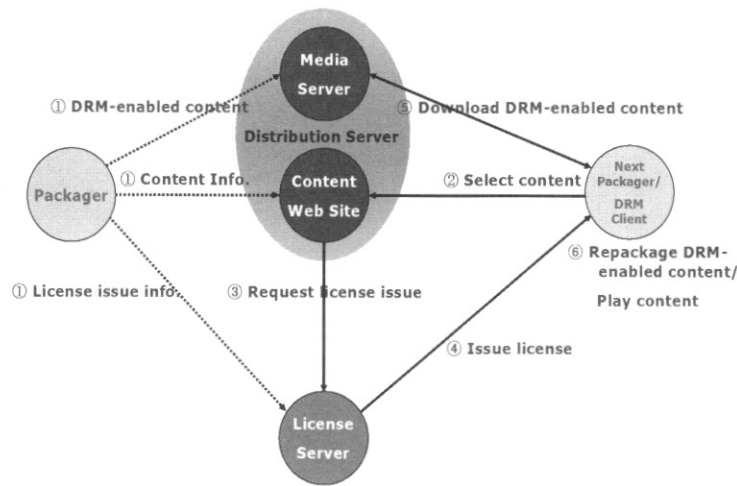 Media
Server
① DRM-enabled content
⑤ Download DRM-enabled content
Distribution Server
Packager
① Content Info.
Content
Web Site
② Select content
Next
Packager/
DRM
Client
⑥ Repackage DRM-
enabled content/
Play content
① License issue info.
③ Request license issue
④ Issue license
License
Server